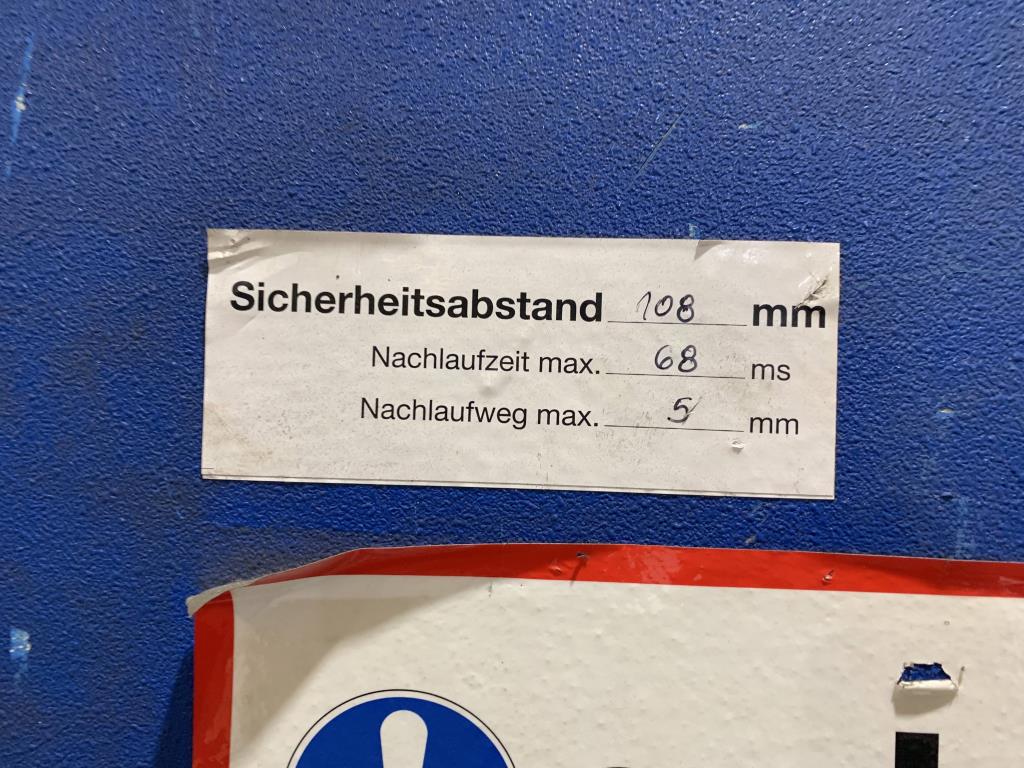 Sicherheitsabstand 108 mm
Nachlaufzeit max. 68 ms
Nachlaufweg max. 5 mm